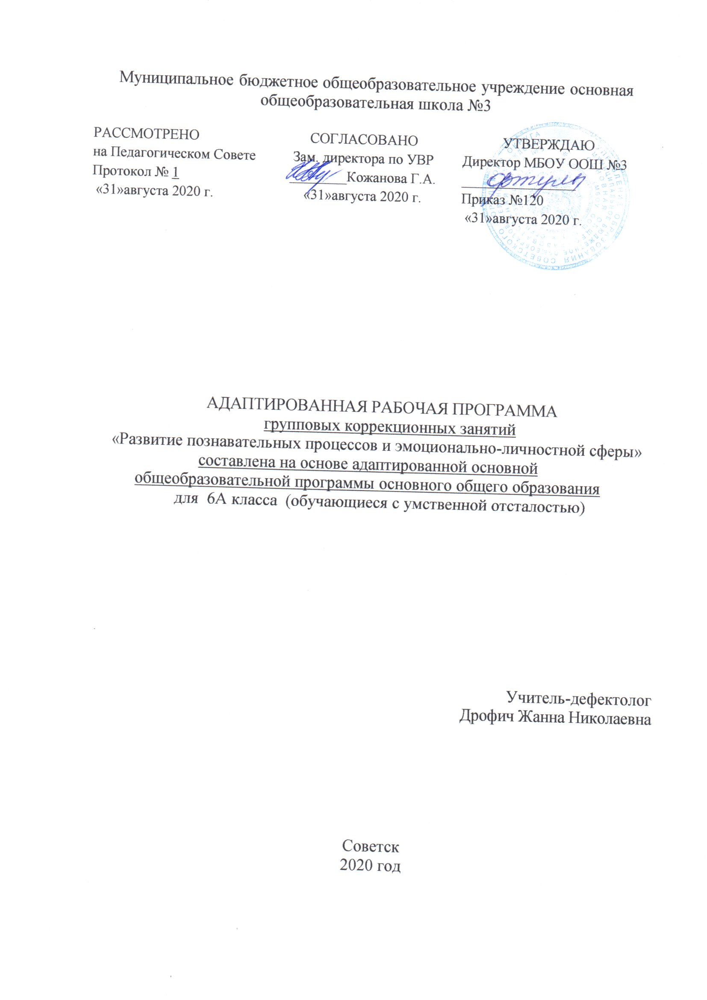 Муниципальное бюджетное общеобразовательное учреждение основная
общеобразовательная школа №3
РАССМОТРЕНО
на Педагогическом Совете
Протокол № 1
«31»августа 2020 г.
СОГЛАСОВАНО
Зам. директора по УВР
________Кожанова Г.А.
«31»августа 2020 г.
УТВЕРЖДАЮ
Директор МБОУ ООШ №3
________________
Приказ №120
«31»августа 2020 г.
АДАПТИРОВАННАЯ РАБОЧАЯ ПРОГРАММА
групповых коррекционных занятий
«Развитие познавательных процессов и эмоционально-личностной сферы»
составлена на основе адаптированной основной
общеобразовательной программы основного общего образования
для 6А класса (обучающиеся с умственной отсталостью)
Учитель-дефектолог
Дрофич Жанна Николаевна
Советск
2020 год